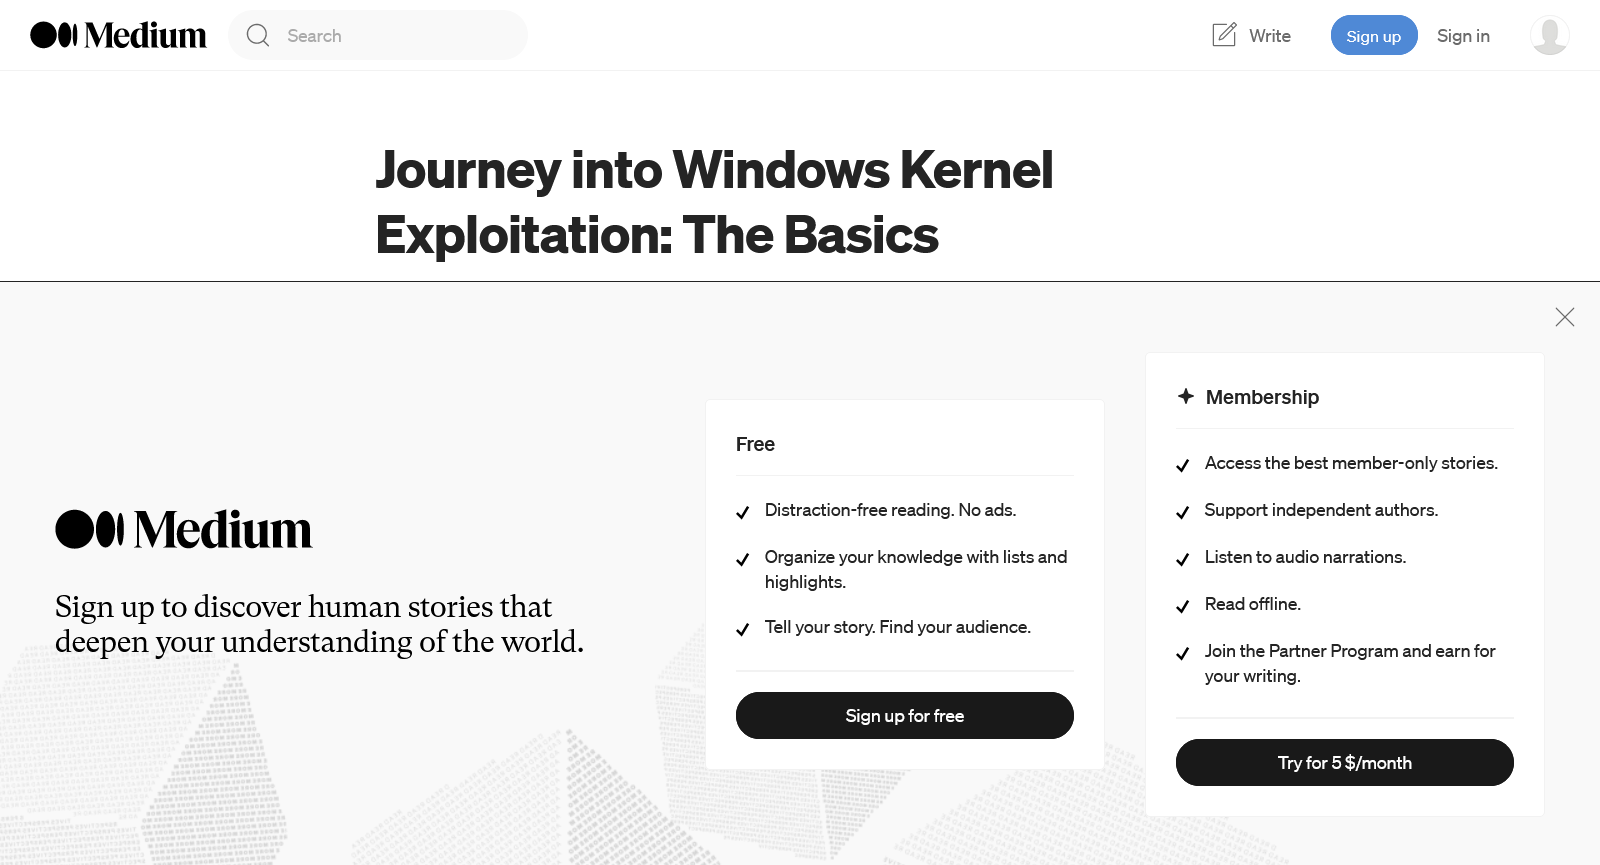 Medium
Search
Write
Sign up
Sign in
Journey into Windows Kernel
Exploitation: The Basics
Medium
Sign up to discover human stories that
deepen your understanding of the world.
Free
Distraction-free reading. No ads.
Organize your knowledge with lists and
highlights.
Tell your story. Find your audience.
Sign up for free
Membership
Access the best member-only stories.
Support independent authors.
Listen to audio narrations.
Read offline.
Join the Partner Program and earn for
your writing.
Try for 5 $/month